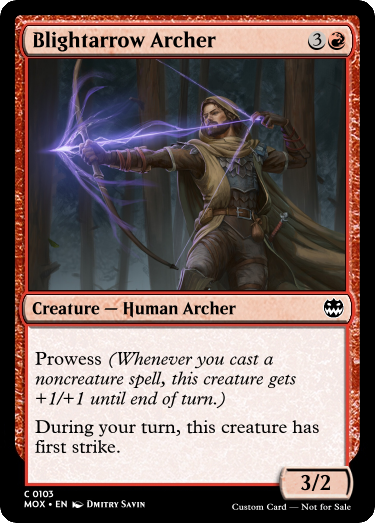 Blightarrow Archer 3
Creature — Human Archer
Prowess (Whenever you cast a
noncreature spell, this creature gets
+1/+1 until end of turn.)
During your turn, this creature has
first strike.
3/2
C 0103
MOX • EN Dmitry Savin
Custom Card — Not for Sale